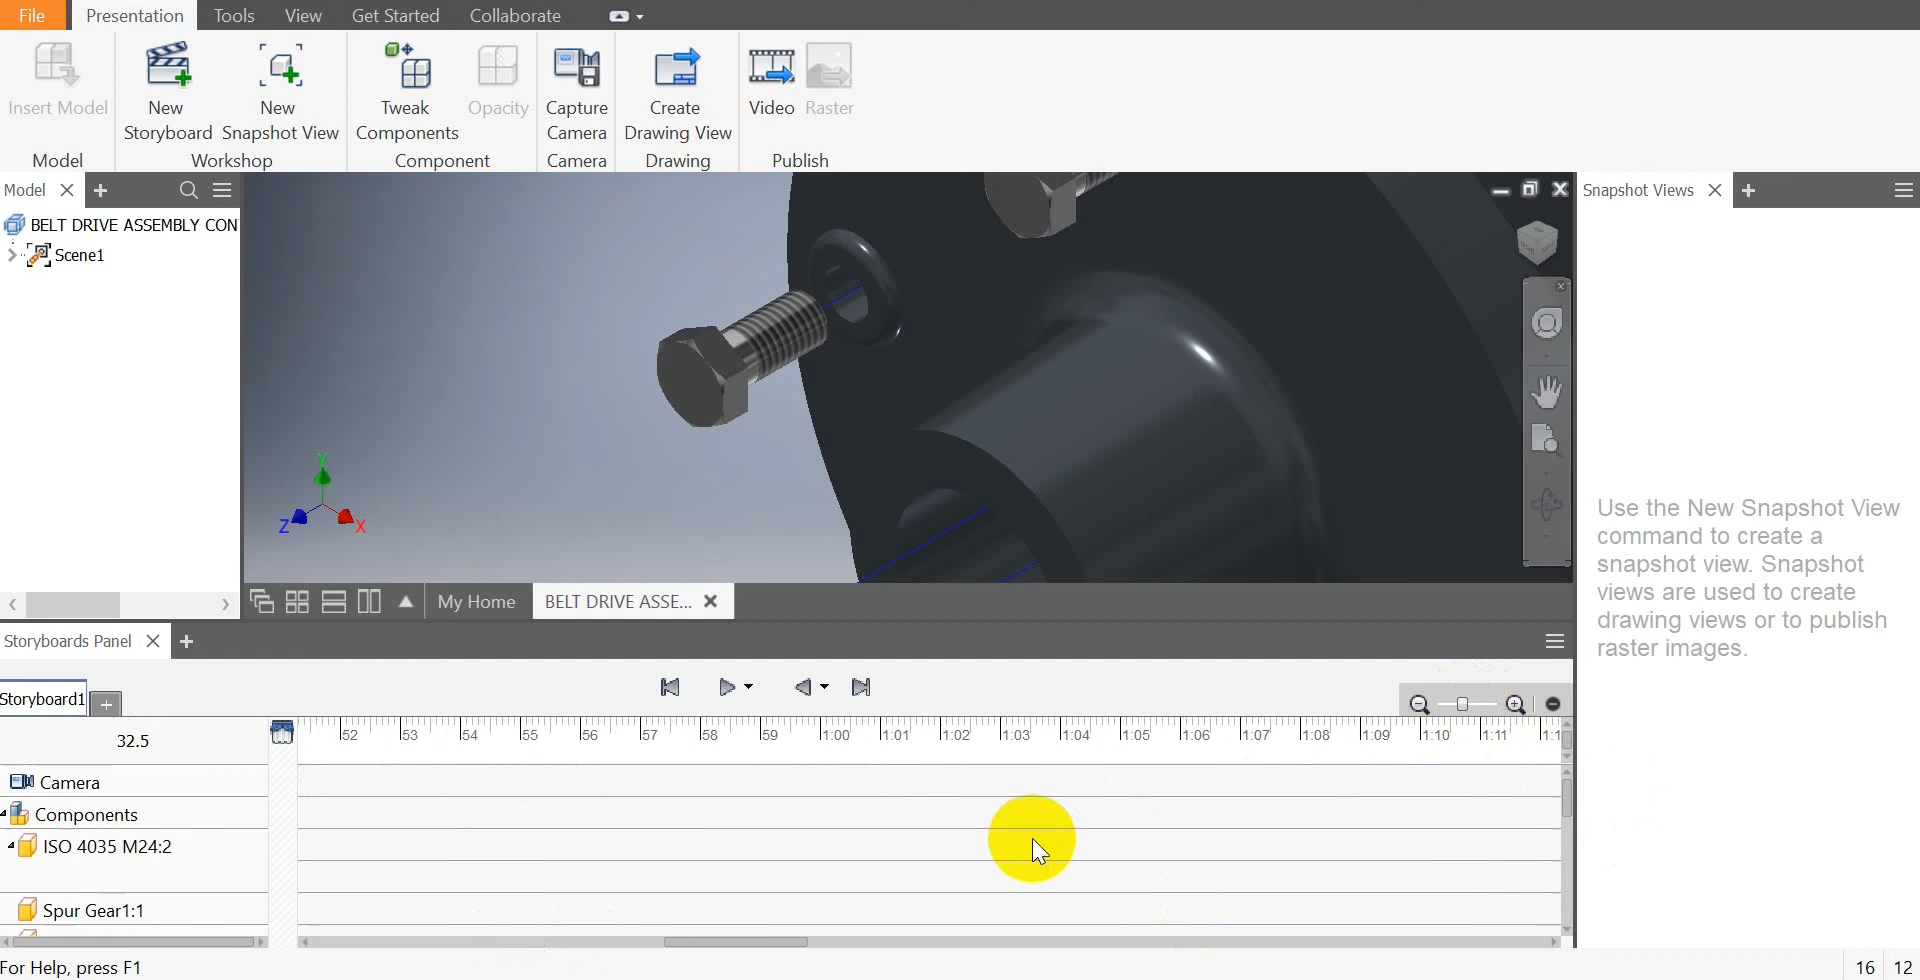 File Presentation Tools View Get Started Collaborate
Insert Model
New
Storyboard
New
Snapshot View
Tweak
Components
Opacity
Capture
Camera
Create
Drawing View
Video
Raster
Model
Workshop
Component
Camera
Drawing
Publish
Model
BELT DRIVE ASSEMBLY CON
Scene1
Y
Z
X
Snapshot Views
Use the New Snapshot View
command to create a
snapshot view. Snapshot
views are used to create
drawing views or to publish
raster images.
My Home
BELT DRIVE ASSE...
Storyboards Panel
Storyboard1
32.5
52 53 54 55 56 57 58 59 1:00 1:01 1:02 1:03 1:04 1:05 1:06 1:07 1:08 1:09 1:10 1:11 1:1
Camera
Components
ISO 4035 M24:2
Spur Gear1:1
For Help, press F1
16 12